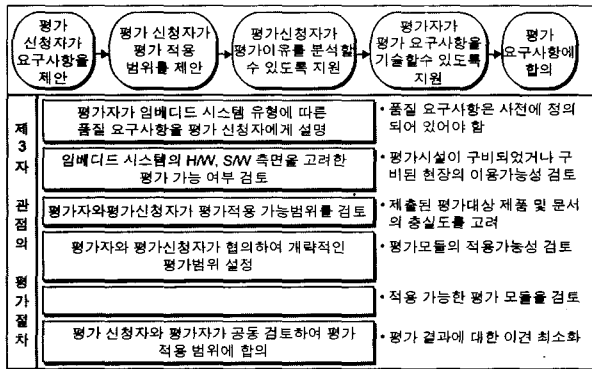 평가
신청자가
요구사항을
제안
평가 신청자가
평가 적용
범위를 제안
평가신청자가
평가이유를 분석할
수 있도록 지원
평가자가
평가 요구사항을
기술할수 있도록
지원
평가
요구사항에
합의
제
3
자
관
점
의
평
가
절
차
평가자가 임베디드 시스템 유형에 따른
품질 요구사항을 평가 신청자에게 설명
• 품질 요구사항은 사전에 정의
되어 있어야 함
임베디드 시스템의 H/W, S/W 측면을 고려한
평가 가능 여부 검토
• 평가시설이 구비되었거나 구
비된 현장의 이용가능성 검토
평가자와평가신청자가 평가적용 가능범위를 검토
• 제출된 평가대상 제품 및 문서
의 충실도를 고려
평가자와 평가신청자가 협의하여 개략적인
평가범위 설정
• 평가모듈의 적용가능성 검토
• 적용 가능한 평가 모듈을 검토
평가 신청자와 평가자가 공동 검토하여 평가
적용 범위에 합의
• 평가 결과에 대한 이견 최소화